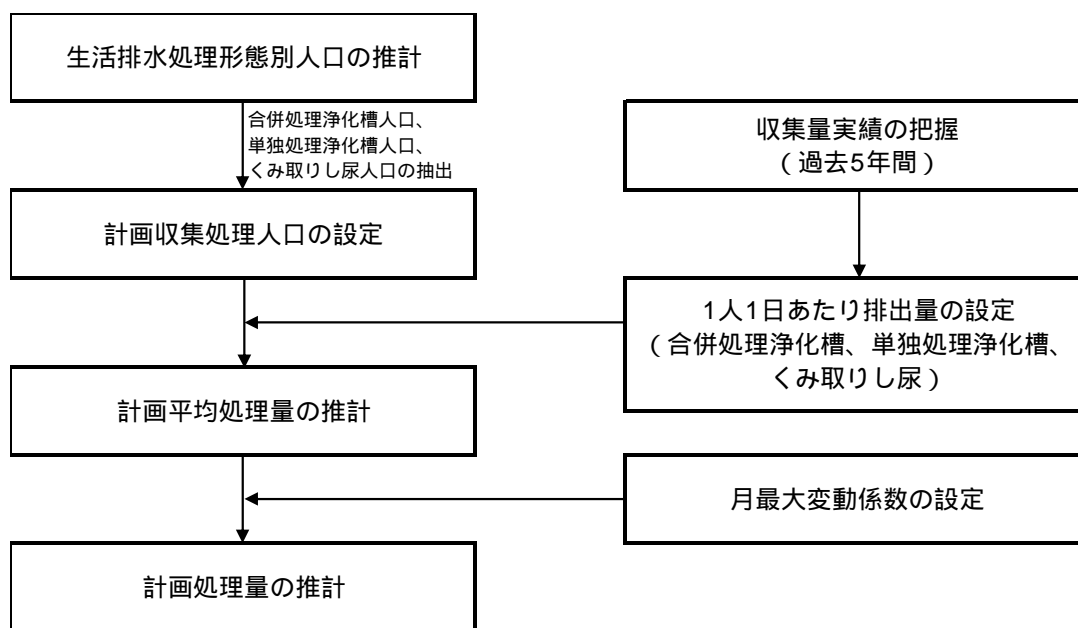 生活排水処理形態別人口の推計
合併処理浄化槽人口、
単独処理浄化槽人口、
くみ取りし尿人口の抽出
収集量実績の把握
（過去5年間）
計画収集処理人口の設定
1人1日あたり排出量の設定
（合併処理浄化槽、単独処理浄化槽、
くみ取りし尿）
計画平均処理量の推計
月最大変動係数の設定
計画処理量の推計